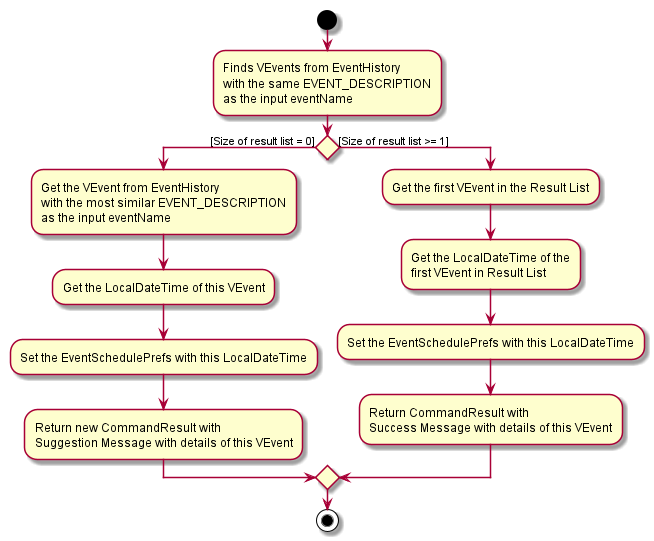 Finds VEvents from EventHistory
with the same EVENT_DESCRIPTION
as the input eventName
[Size of result list = 0]
[Size of result list >= 1]
Get the VEvent from EventHistory
with the most similar EVENT_DESCRIPTION
as the input eventName
Get the LocalDateTime of this VEvent
Set the EventSchedulePrefs with this LocalDateTime
Return new CommandResult with
Suggestion Message with details of this VEvent
Get the first VEvent in the Result List
Get the LocalDateTime of the
first VEvent in Result List
Set the EventSchedulePrefs with this LocalDateTime
Return CommandResult with
Success Message with details of this VEvent